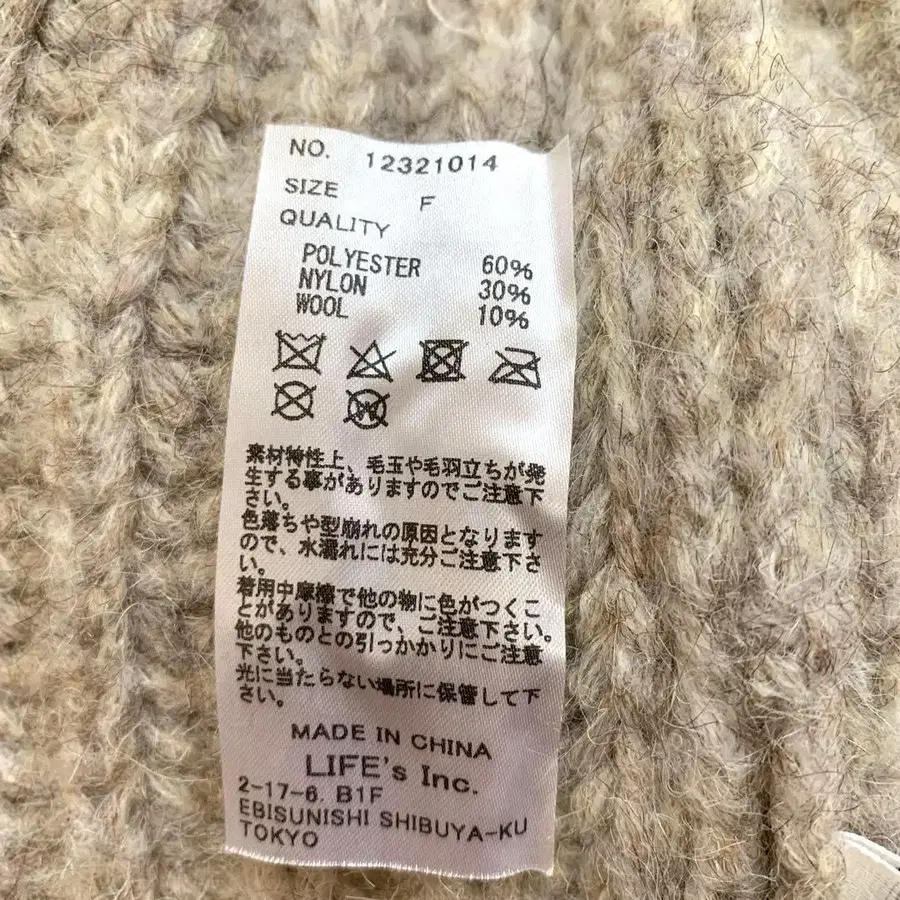 NO. 12321014
SIZE F
QUALITY
POLYESTER 60%
NYLON 30%
WOOL 10%
W
素材特性上、毛玉や毛羽立ちが発
生する事がありますのでご注意下
さい。
色落ちや型崩れの原因となります
ので、水濡れには充分ご注意下さ
い。
着用中摩擦で他の物に色がつくこ
とがありますので、ご注意下さい。
他のものとの引っかかりにご注意
下さい。
光に当たらない場所に保管して下
さい。
MADE IN CHINA
LIFE's Inc.
2-17-6. B1F
EBISUNISHI SHIBUYA-KU
TOKYO